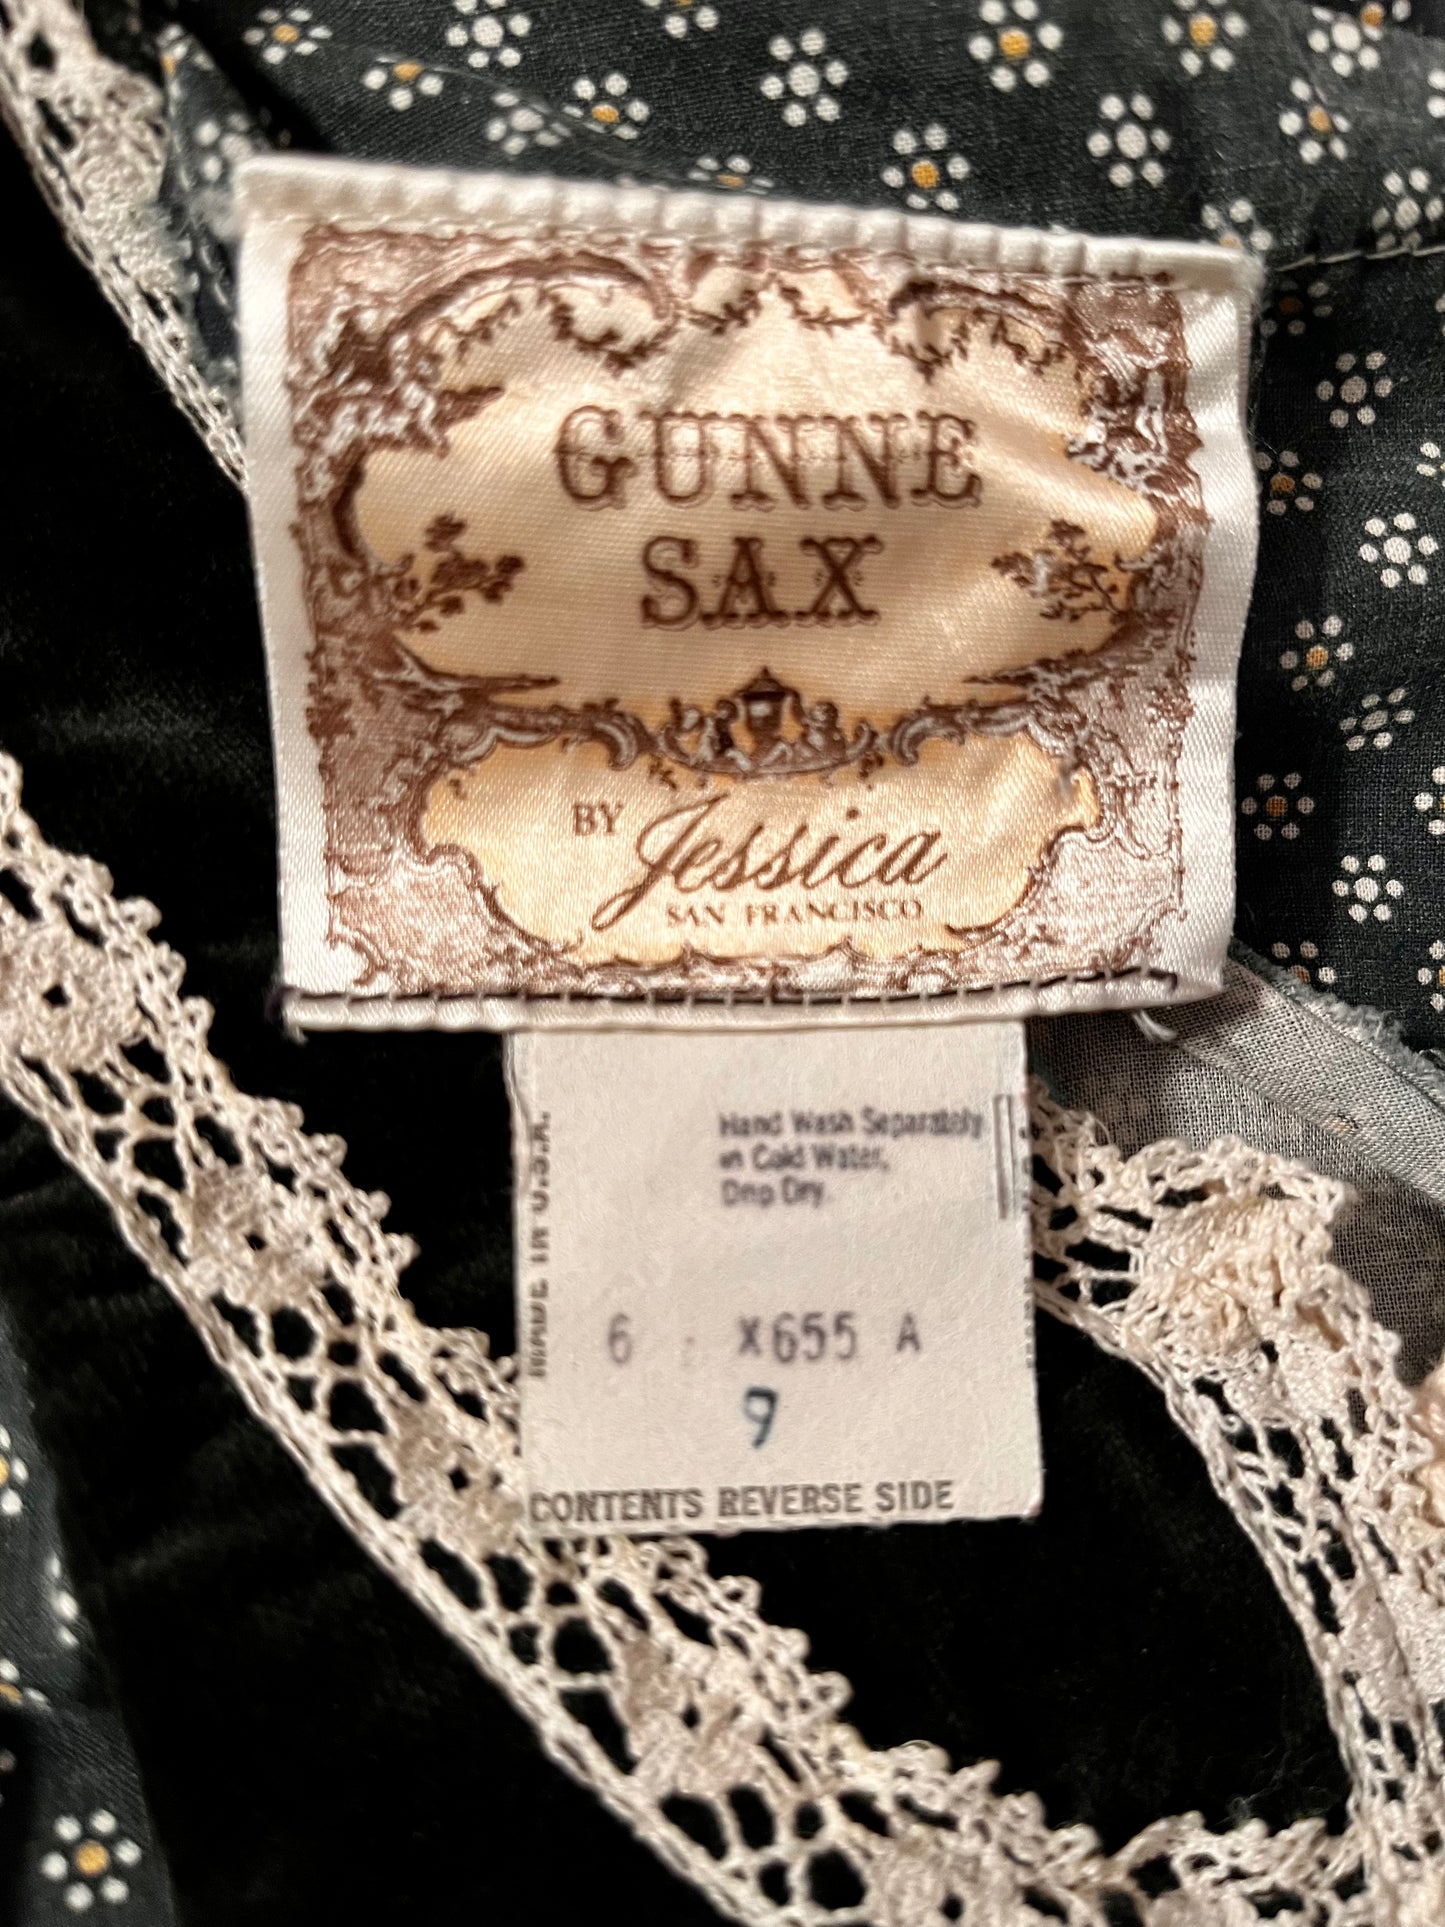 GUNNE
SAX
BY Jessica
SAN FRANCISCO
MADE IN U.S.A.
Hand Wash Separately
in Cold Water,
Drip Dry.
6 X655 A
9
CONTENTS REVERSE SIDE